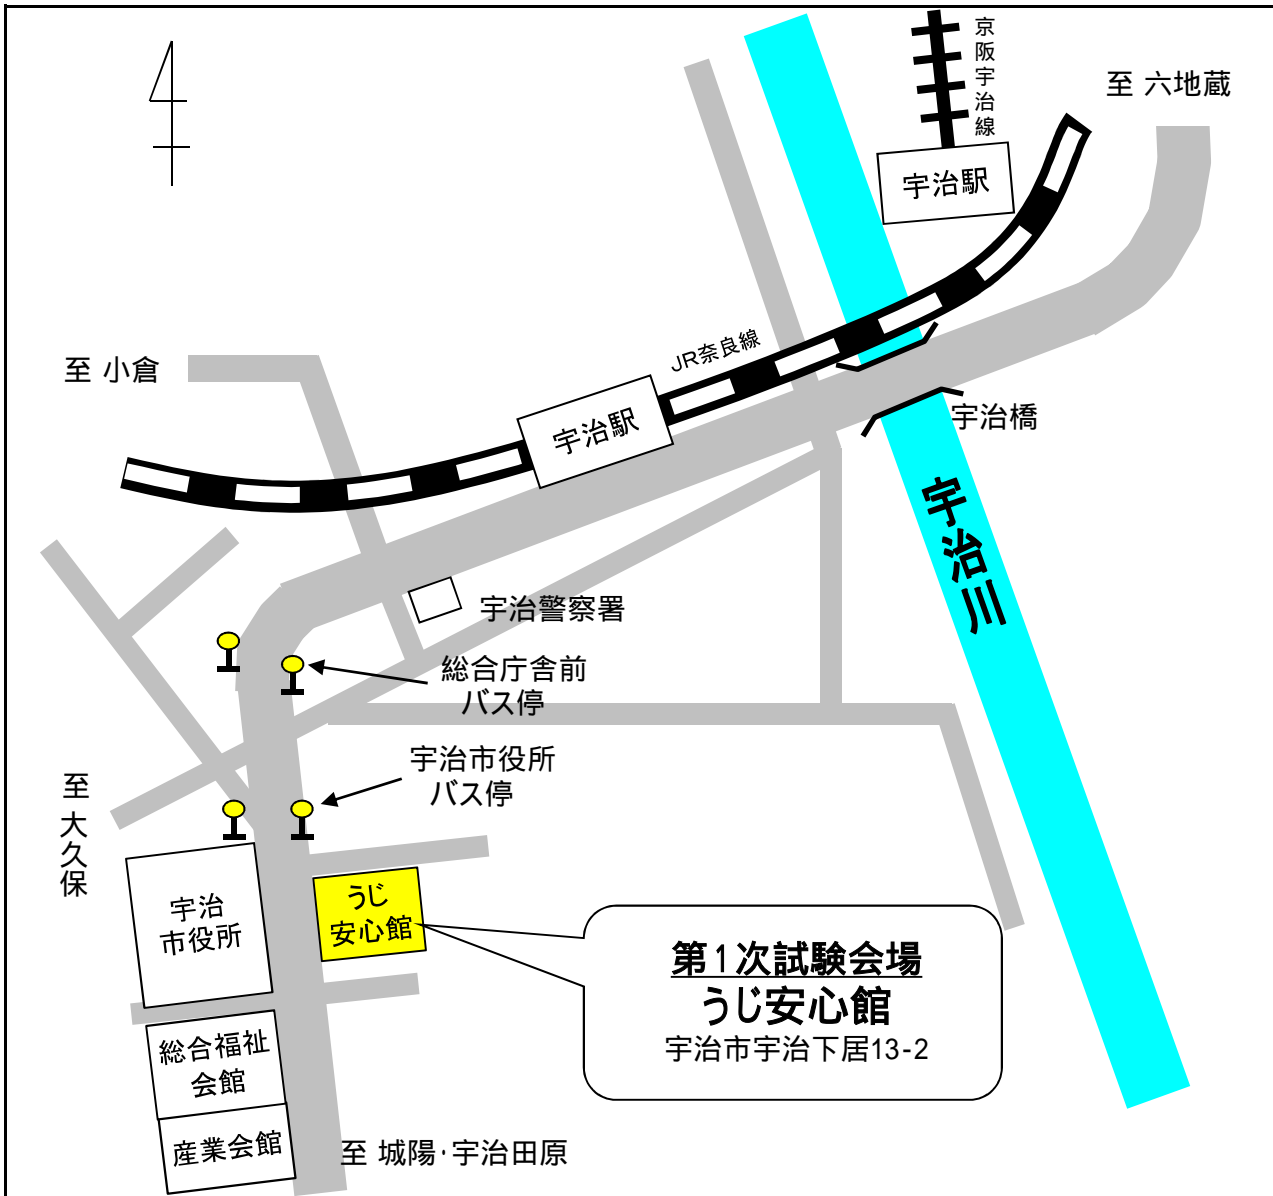 京阪宇治線
至 六地蔵
宇治駅
JR奈良線
至 小倉
宇治駅
宇治橋
宇治川
宇治警察署
総合庁舎前
バス停
宇治市役所
バス停
至 大久保
宇治
市役所
うじ
安心館
第1次試験会場
うじ安心館
宇治市宇治下居13-2
総合福祉
会館
産業会館
至 城陽・宇治田原